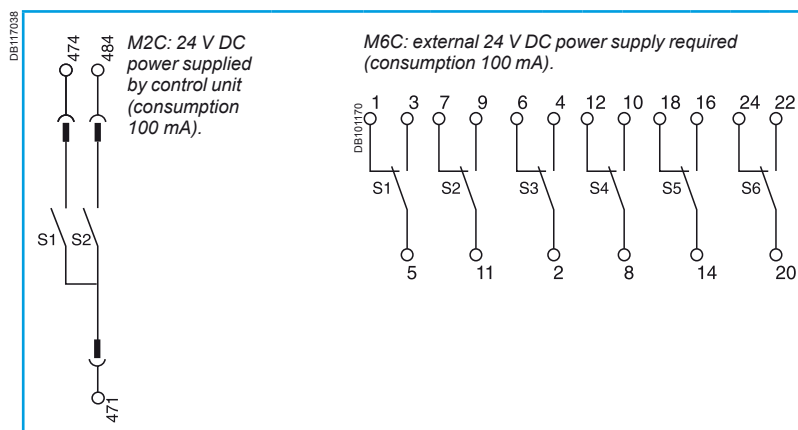 DB117038
474 484
M2C: 24 V DC
power supplied
by control unit
(consumption
100 mA).
S1 S2
471
M6C: external 24 V DC power supply required
(consumption 100 mA).
DB101170
1 3 7 9 6 4 12 10 18 16 24 22
S1 S2 S3 S4 S5 S6
5 11 2 8 14 20